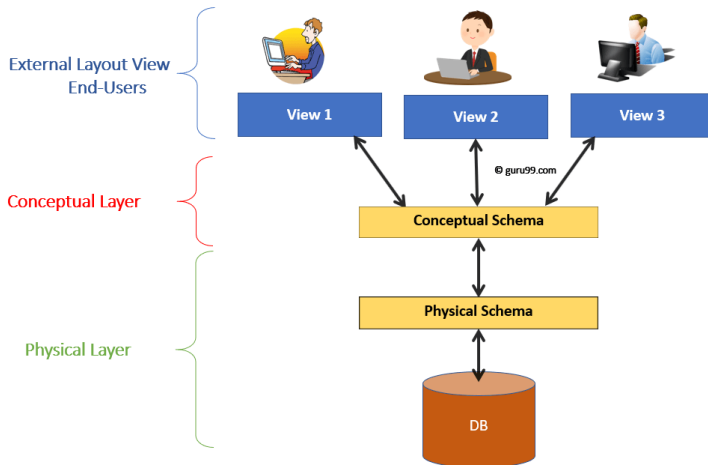 External Layout View
End-Users
View 1
View 2
View 3
© guru99.com
Conceptual Layer
Conceptual Schema
Physical Schema
Physical Layer
DB